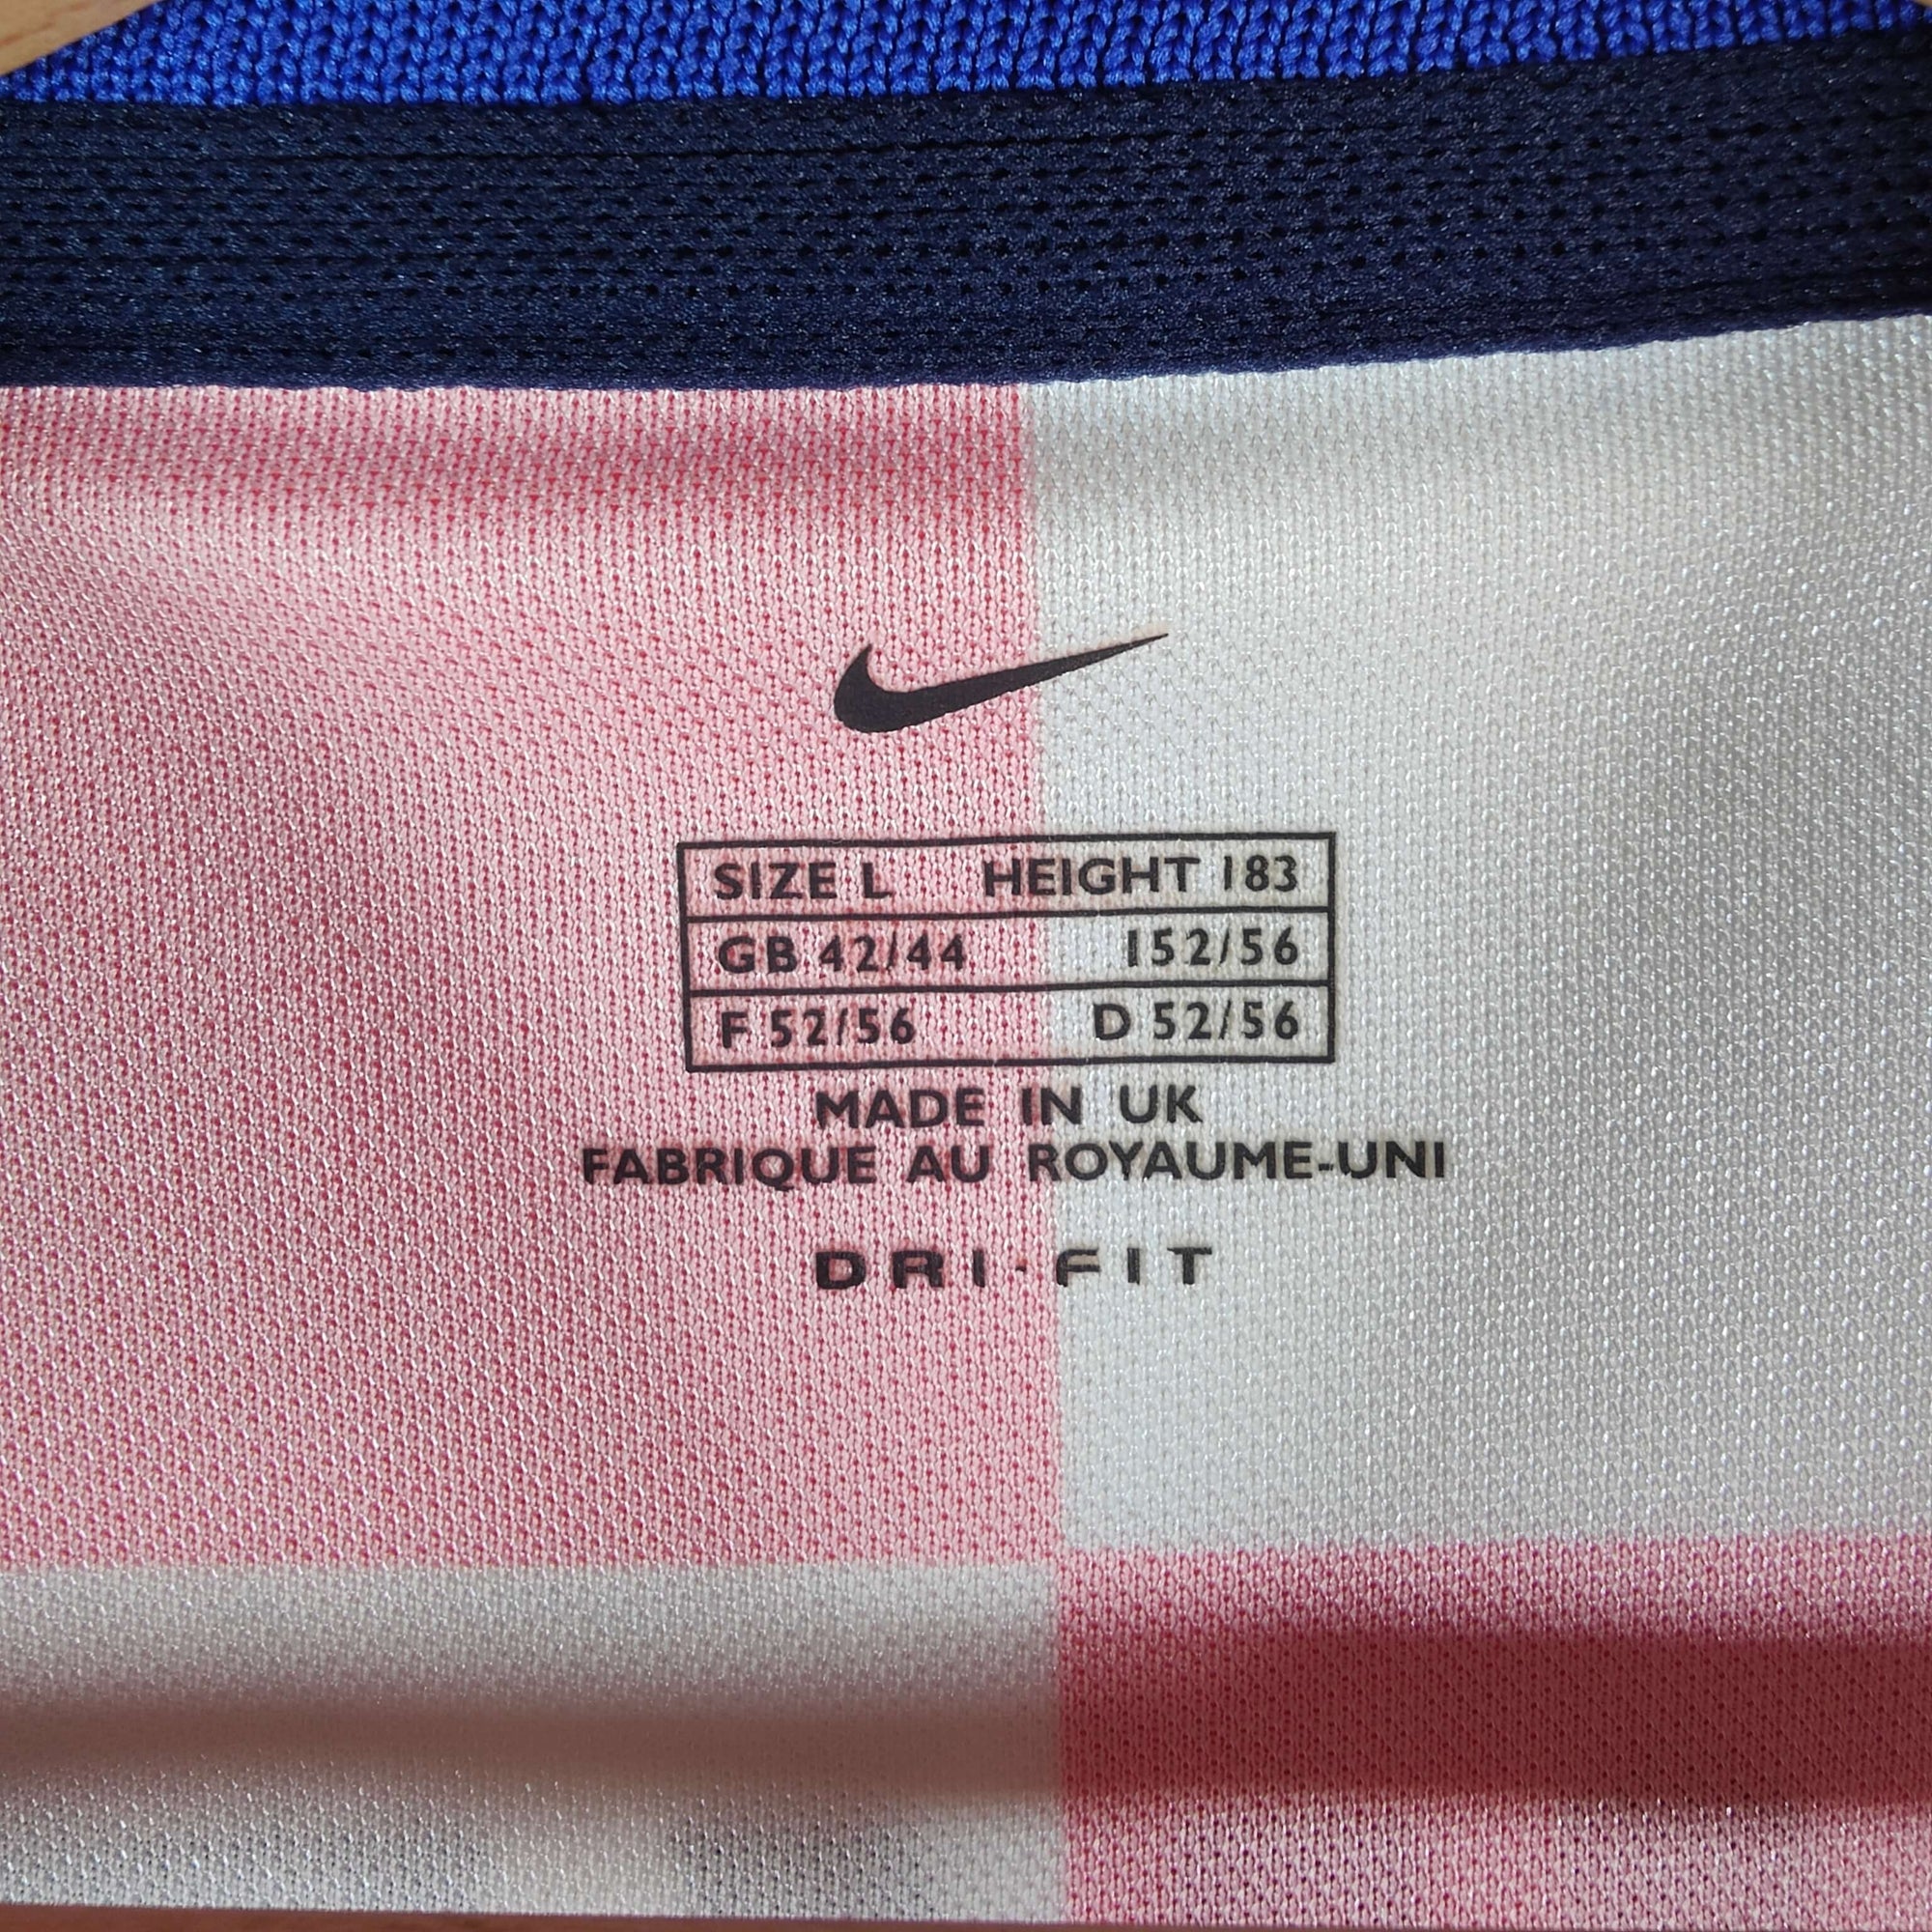 SIZE L HEIGHT 183
GB 42/44 152/56
F 52/56 D 52/56
MADE IN UK
FABRIQUE AU ROYAUME-UNI
DRI·FIT